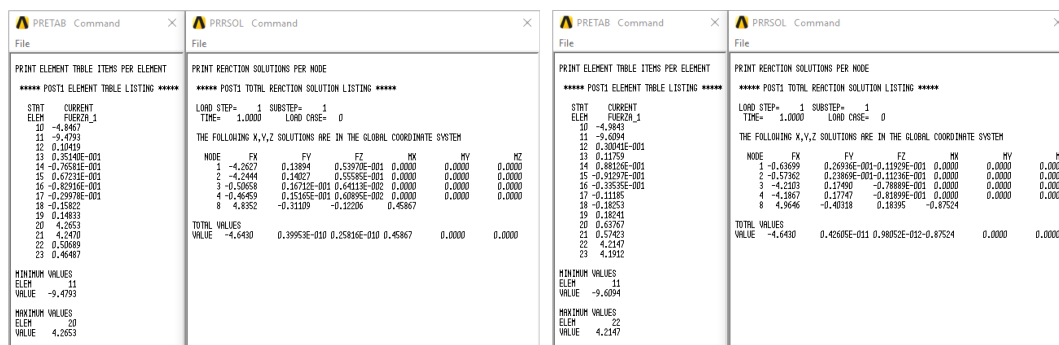 PRETAB Command
File
PRINT ELEMENT TABLE ITEMS PER ELEMENT
***** POST1 ELEMENT TABLE LISTING *****
STAT CURRENT
ELEM FUERZA_1
10 -4.8467
11 -9.4793
12 0.10419
13 0.35140E-001
14 -0.76581E-001
15 0.67231E-001
16 -0.82916E-001
17 -0.29978E-001
18 -0.15822
19 0.14833
20 4.2653
21 4.2470
22 0.50689
23 0.46487
MINIMUM VALUES
ELEM 11
VALUE -9.4793
MAXIMUM VALUES
ELEM 20
VALUE 4.2653
PRRSOL Command
File
PRINT REACTION SOLUTIONS PER NODE
***** POST1 TOTAL REACTION SOLUTION LISTING *****
LOAD STEP= 1 SUBSTEP= 1
TIME= 1.0000 LOAD CASE= 0
THE FOLLOWING X,Y,Z SOLUTIONS ARE IN THE GLOBAL COORDINATE SYSTEM
NODE FX FY FZ MX MY MZ
1 -4.2627 0.13894 0.53970E-001 0.0000 0.0000 0.0000
2 -4.2444 0.14027 0.55585E-001 0.0000 0.0000 0.0000
3 -0.50658 0.16712E-001 0.64113E-002 0.0000 0.0000 0.0000
4 -0.46459 0.15165E-001 0.60895E-002 0.0000 0.0000 0.0000
8 4.8352 -0.31109 -0.12206 0.45867
TOTAL VALUES
VALUE -4.6430 0.39953E-010 0.25816E-010 0.45867 0.0000 0.0000
PRETAB Command
File
PRINT ELEMENT TABLE ITEMS PER ELEMENT
***** POST1 ELEMENT TABLE LISTING *****
STAT CURRENT
ELEM FUERZA_1
10 -4.9843
11 -9.6094
12 0.30041E-001
13 0.11759
14 0.88126E-001
15 -0.91297E-001
16 -0.33535E-001
17 -0.11185
18 -0.18253
19 0.18241
20 0.63767
21 0.57423
22 4.2147
23 4.1912
MINIMUM VALUES
ELEM 11
VALUE -9.6094
MAXIMUM VALUES
ELEM 22
VALUE 4.2147
PRRSOL Command
File
PRINT REACTION SOLUTIONS PER NODE
***** POST1 TOTAL REACTION SOLUTION LISTING *****
LOAD STEP= 1 SUBSTEP= 1
TIME= 1.0000 LOAD CASE= 0
THE FOLLOWING X,Y,Z SOLUTIONS ARE IN THE GLOBAL COORDINATE SYSTEM
NODE FX FY FZ MX MY
1 -0.63699 0.26936E-001-0.11929E-001 0.0000 0.0000 0.0000
2 -0.57362 0.23869E-001-0.11236E-001 0.0000 0.0000 0.0000
3 -4.2103 0.17490 -0.78889E-001 0.0000 0.0000 0.0000
4 -4.1867 0.17747 -0.81899E-001 0.0000 0.0000 0.0000
8 4.9646 -0.40318 0.18395 -0.87524
TOTAL VALUES
VALUE -4.6430 0.42605E-011 0.98052E-012-0.87524 0.0000 0.0000